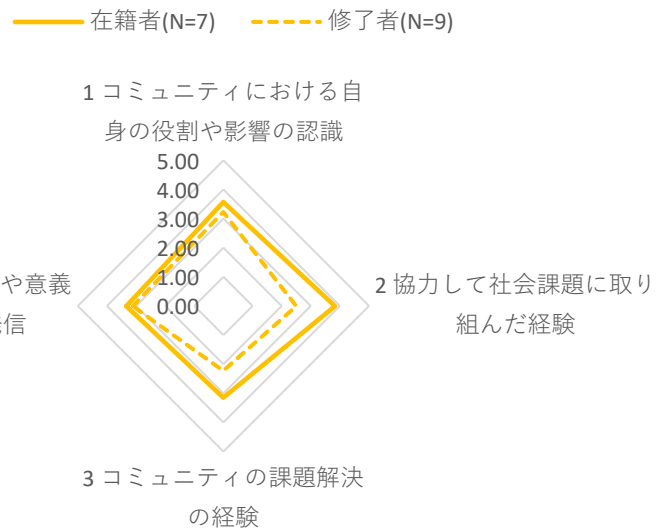 在籍者(N=7) 修了者(N=9)
1 コミュニティにおける自
身の役割や影響の認識
5.00
4.00
3.00
2.00
1.00
0.00
や意義
信
2 協力して社会課題に取り
組んだ経験
3 コミュニティの課題解決
の経験